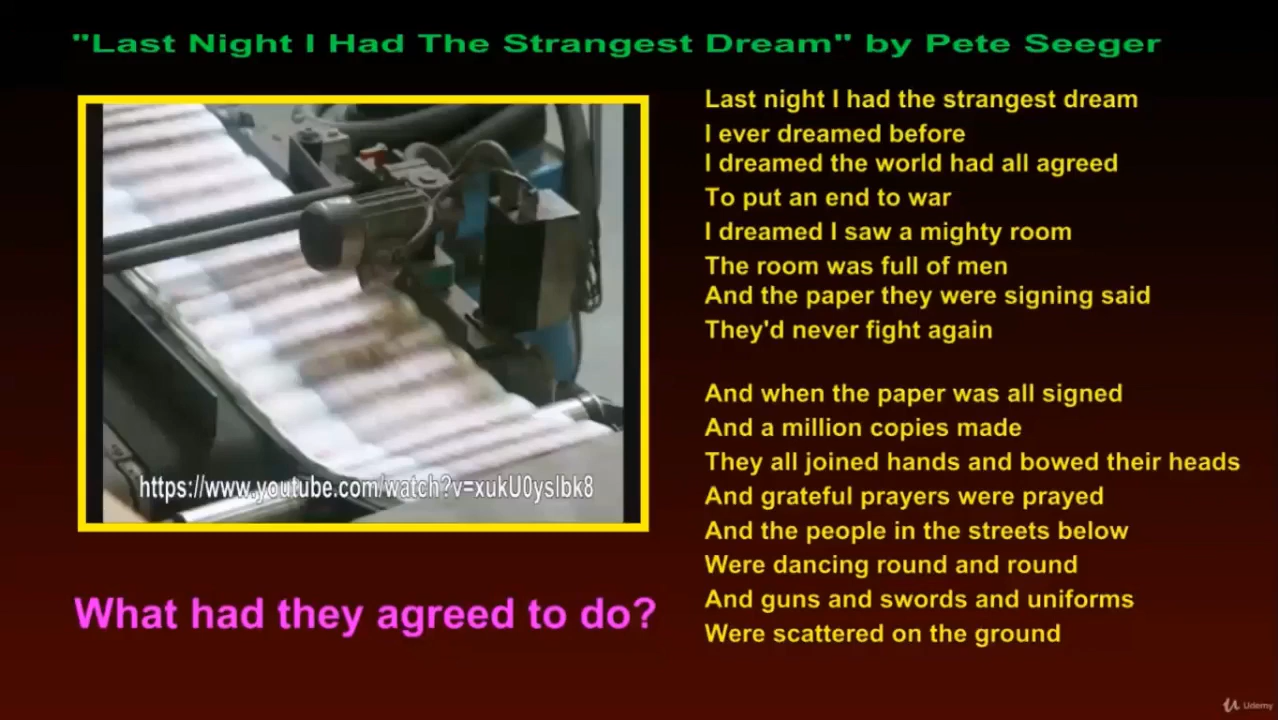 "Last Night I Had The Strangest Dream" by Pete Seeger
https://www.youtube.com/watch?v=xukU0yslbk8
What had they agreed to do?
Last night I had the strangest dream
I ever dreamed before
I dreamed the world had all agreed
To put an end to war
I dreamed I saw a mighty room
The room was full of men
And the paper they were signing said
They'd never fight again
And when the paper was all signed
And a million copies made
They all joined hands and bowed their heads
And grateful prayers were prayed
And the people in the streets below
Were dancing round and round
And guns and swords and uniforms
Were scattered on the ground
Udemy